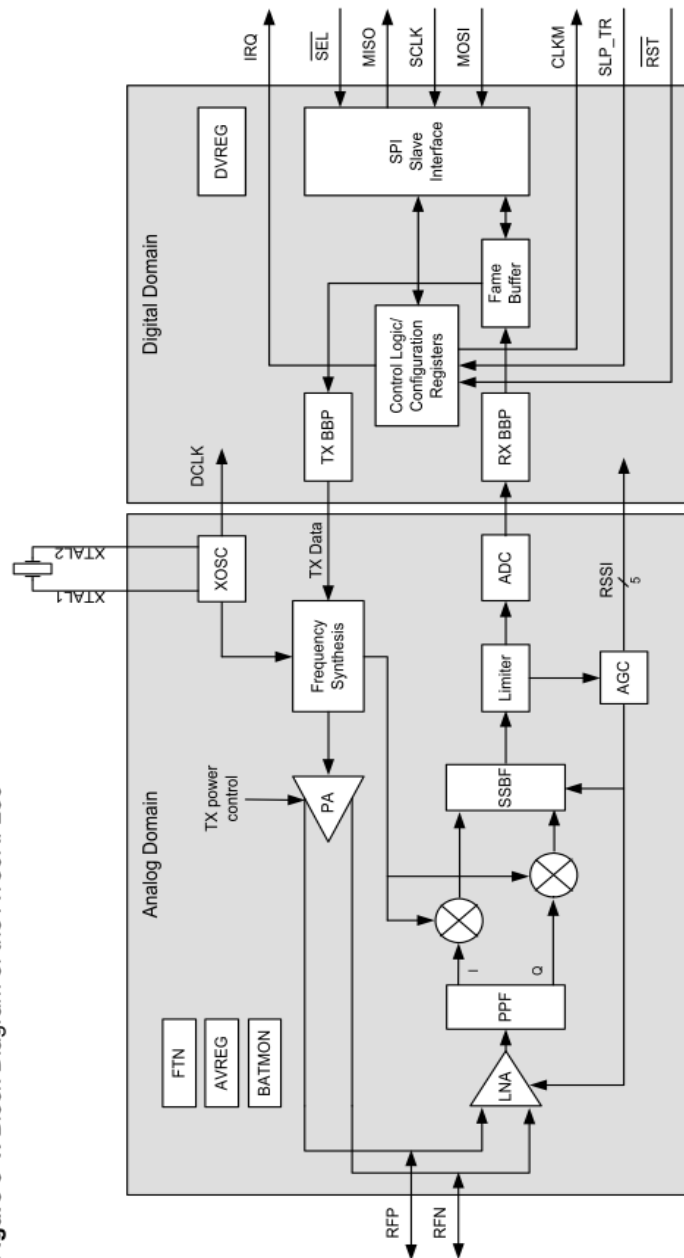 IRQ
SEL
MISO
SCLK
MOSI
CLKM
SLP_TR
RST
DVREG
SPI
Slave
Interface
Digital Domain
Fame
Buffer
Control Logic/
Configuration
Registers
TX BBP
RX BBP
DCLK
XTAL2
XTAL1
XOSC
TX Data
ADC
RSSI
5
Frequency
Synthesis
Limiter
AGC
PA
TX power
control
SSBF
Analog Domain
I
Q
PPF
FTN
AVREG
BATMON
LNA
RFP
RFN